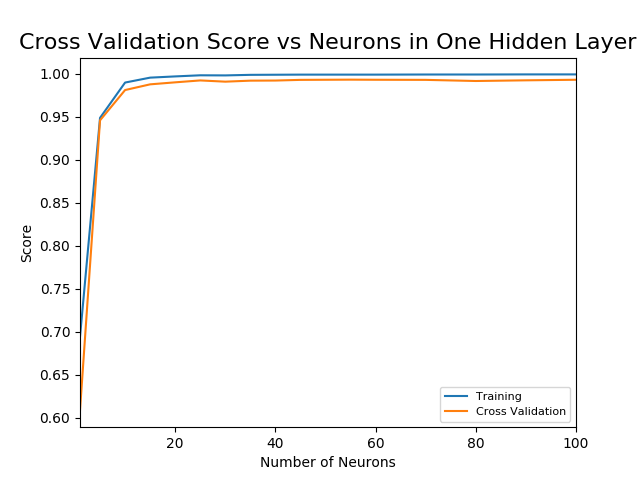 Cross Validation Score vs Neurons in One Hidden Layer
1.00
0.95
0.90
0.85
0.80
0.75
0.70
0.65
0.60
Score
Training
Cross Validation
20 40 60 80 100
Number of Neurons